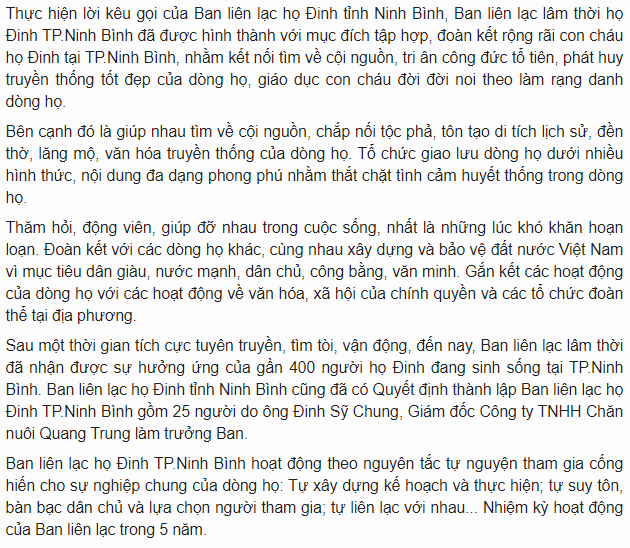 Thực hiện lời kêu gọi của Ban liên lạc họ Đinh tỉnh Ninh Bình, Ban liên lạc lâm thời họ
Đinh TP.Ninh Bình đã được hình thành với mục đích tập hợp, đoàn kết rộng rãi con cháu
họ Đinh tại TP.Ninh Bình, nhằm kết nối tìm về cội nguồn, tri ân công đức tổ tiên, phát huy
truyền thống tốt đẹp của dòng họ, giáo dục con cháu đời đời noi theo làm rạng danh
dòng họ.
Bên cạnh đó là giúp nhau tìm về cội nguồn, chắp nối tộc phả, tôn tạo di tích lịch sử, đền
thờ, lăng mộ, văn hóa truyền thống của dòng họ. Tổ chức giao lưu dòng họ dưới nhiều
hình thức, nội dung đa dạng phong phú nhằm thắt chặt tình cảm huyết thống trong dòng
họ.
Thăm hỏi, động viên, giúp đỡ nhau trong cuộc sống, nhất là những lúc khó khăn hoạn
loạn. Đoàn kết với các dòng họ khác, cùng nhau xây dựng và bảo vệ đất nước Việt Nam
vì mục tiêu dân giàu, nước mạnh, dân chủ, công bằng, văn minh. Gắn kết các hoạt động
của dòng họ với các hoạt động về văn hóa, xã hội của chính quyền và các tổ chức đoàn
thể tại địa phương.
Sau một thời gian tích cực tuyên truyền, tìm tòi, vận động, đến nay, Ban liên lạc lâm thời
đã nhận được sự hưởng ứng của gần 400 người họ Đinh đang sinh sống tại TP.Ninh
Bình. Ban liên lạc họ Đinh tỉnh Ninh Bình cũng đã có Quyết định thành lập Ban liên lạc họ
Đinh TP.Ninh Bình gồm 25 người do ông Đinh Sỹ Chung, Giám đốc Công ty TNHH Chăn
nuôi Quang Trung làm trưởng Ban.
Ban liên lạc họ Đinh TP.Ninh Bình hoạt động theo nguyên tắc tự nguyện tham gia cống
hiến cho sự nghiệp chung của dòng họ: Tự xây dựng kế hoạch và thực hiện; tự suy tôn,
bàn bạc dân chủ và lựa chọn người tham gia; tự liên lạc với nhau... Nhiệm kỳ hoạt động
của Ban liên lạc trong 5 năm.